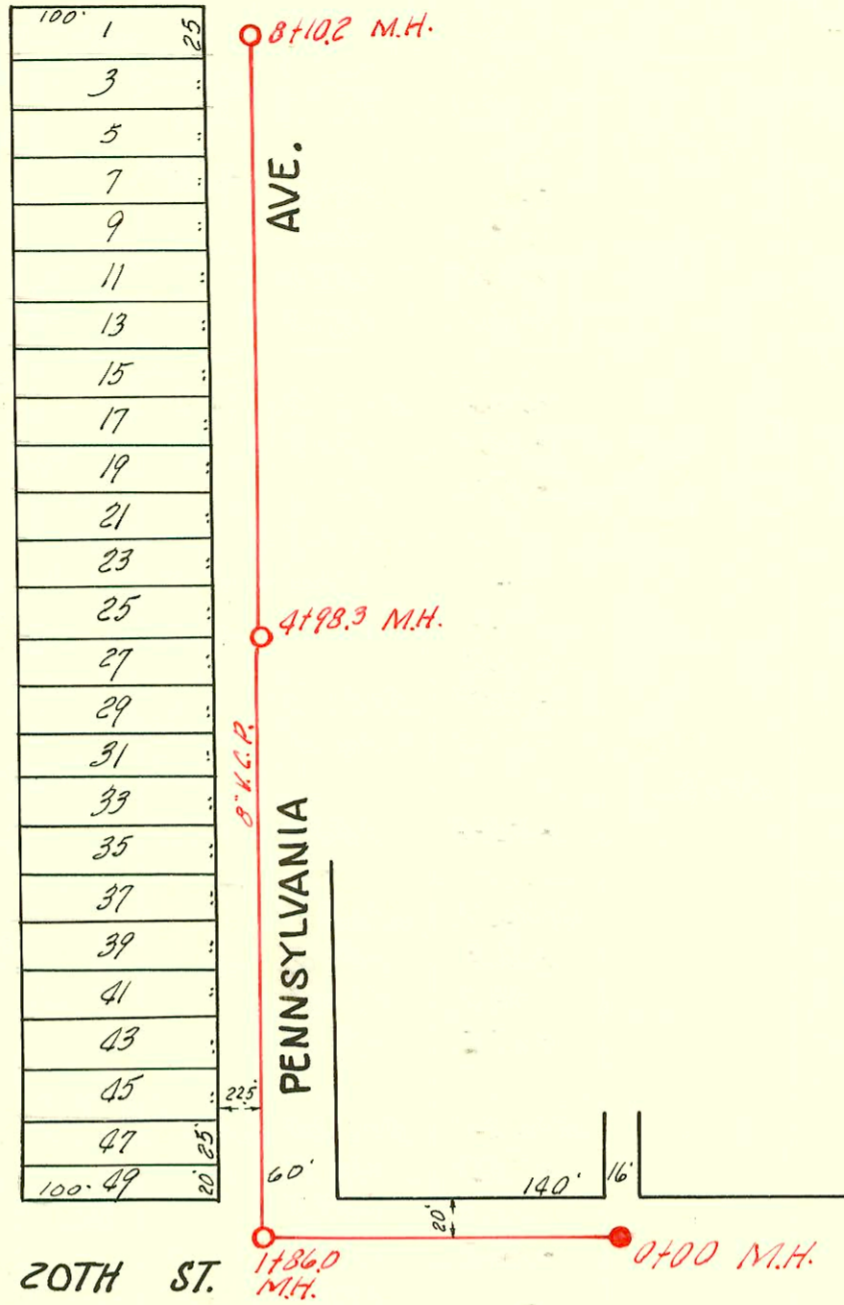 100' 1 25
8+10.2 M.H.
3 "
5 "
7 "
9 "
AVE.
11 "
13 "
15 "
17 "
19 "
21 "
23 "
25 "
4+98.3 M.H.
27 "
29 "
31 "
8" V.C.P.
33 "
35 "
37 "
39 "
41 "
43 "
45 "
PENNSYLVANIA
22.5'
47 25'
100' 49 20'
60'
140'
16'
20'
20TH ST.
1+86.0
M.H.
0+00 M.H.